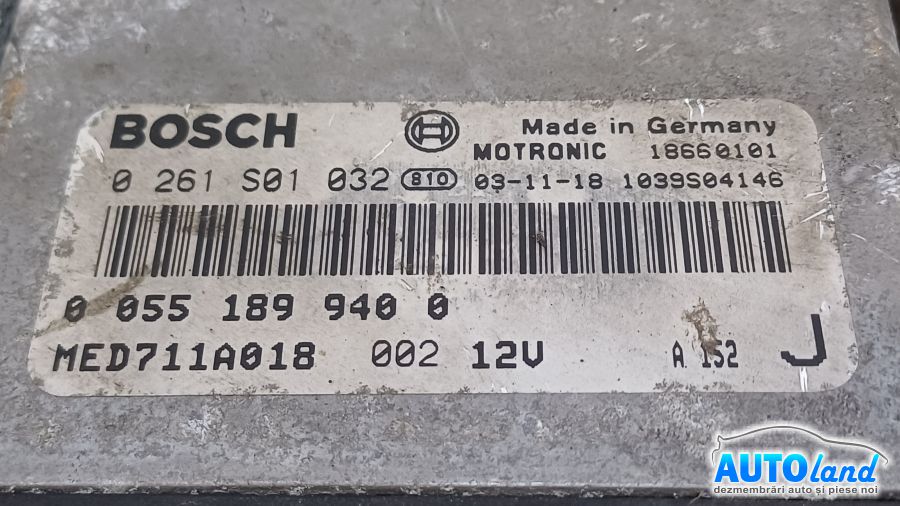 BOSCH Made in Germany
MOTRONIC 18660101
0 261 S01 032 810 03-11-18 1039S04146
0 055 189 940 0
MED711A018 002 12V A 152 J
AUTOland
dezmembrări auto și piese noi